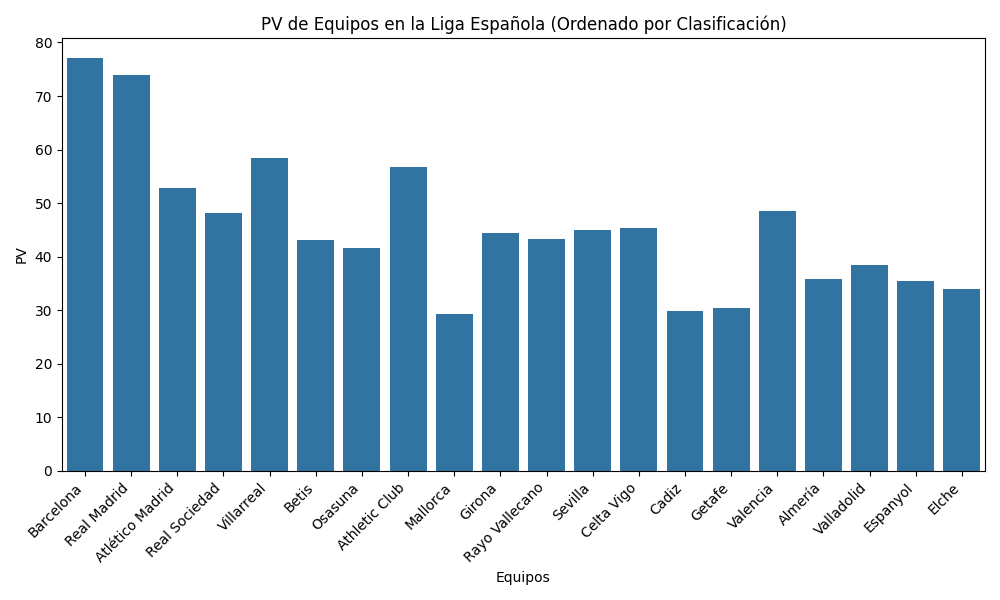 PV de Equipos en la Liga Española (Ordenado por Clasificación)
80
70
60
50
40
30
20
10
0
PV
Barcelona
Real Madrid
Atlético Madrid
Real Sociedad
Villarreal
Betis
Osasuna
Athletic Club
Mallorca
Girona
Rayo Vallecano
Sevilla
Celta Vigo
Cadiz
Getafe
Valencia
Almería
Valladolid
Espanyol
Elche
Equipos